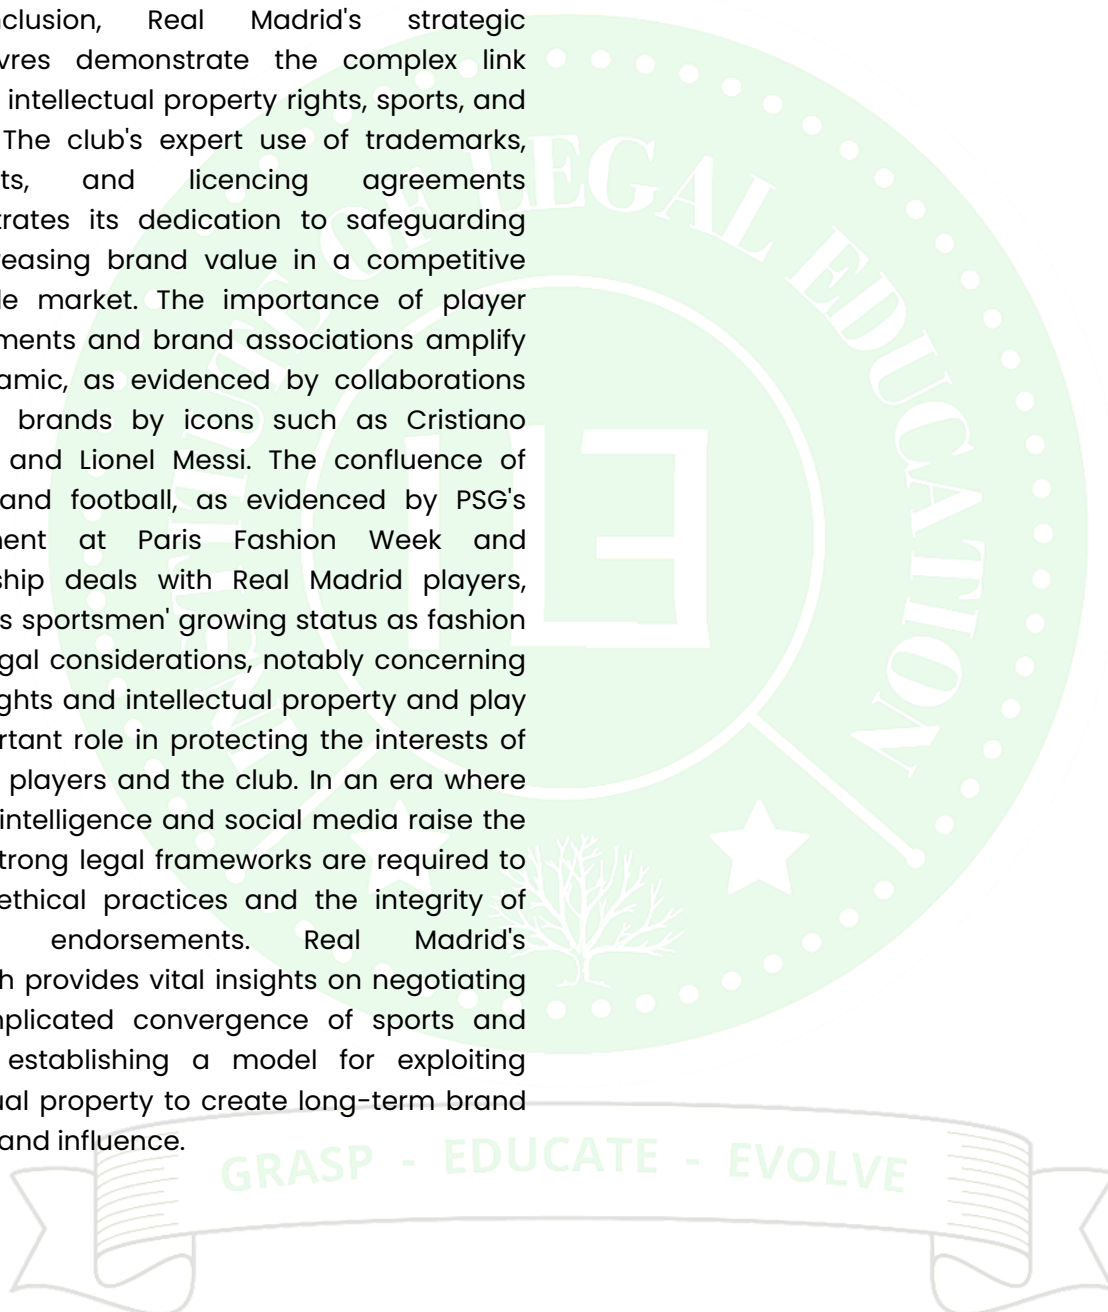 nclusion, Real Madrid's strategic
vres demonstrate the complex link
intellectual property rights, sports, and
The club's expert use of trademarks,
ts, and licencing agreements
trates its dedication to safeguarding
reasing brand value in a competitive
le market. The importance of player
ments and brand associations amplify
amic, as evidenced by collaborations
brands by icons such as Cristiano
and Lionel Messi. The confluence of
and football, as evidenced by PSG's
ment at Paris Fashion Week and
ship deals with Real Madrid players,
s sportsmen' growing status as fashion
gal considerations, notably concerning
ghts and intellectual property and play
rtant role in protecting the interests of
players and the club. In an era where
intelligence and social media raise the
trong legal frameworks are required to
ethical practices and the integrity of
endorsements. Real Madrid's
h provides vital insights on negotiating
mplicated convergence of sports and
establishing a model for exploiting
ual property to create long-term brand
and influence.
INSTITUTE OF LEGAL EDUCATION
GRASP - EDUCATE - EVOLVE